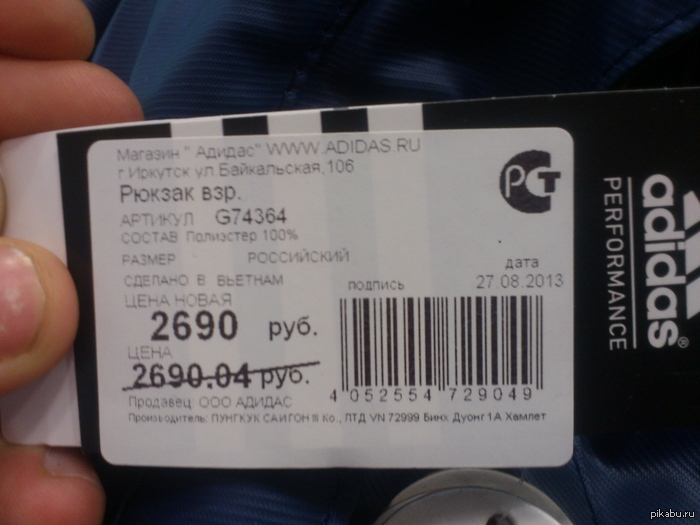 Магазин " Адидас" WWW.ADIDAS.RU
г.Иркутск ул.Байкальская,106
Рюкзак взр.
АРТИКУЛ G74364
СОСТАВ Полиэстер 100%
РАЗМЕР РОССИЙСКИЙ
СДЕЛАНО В ВЬЕТНАМ
подпись
дата
27.08.2013
ЦЕНА НОВАЯ
2690 руб.
ЦЕНА
2690.04 руб.
4 052554 729049
Продавец: ООО АДИДАС
Производитель: ПУНГКУК САИГОН III Ко., ЛТД VN 72999 Бинх Дуонг 1А Хамлет
РСТ
adidas®
PERFORMANCE
pikabu.ru